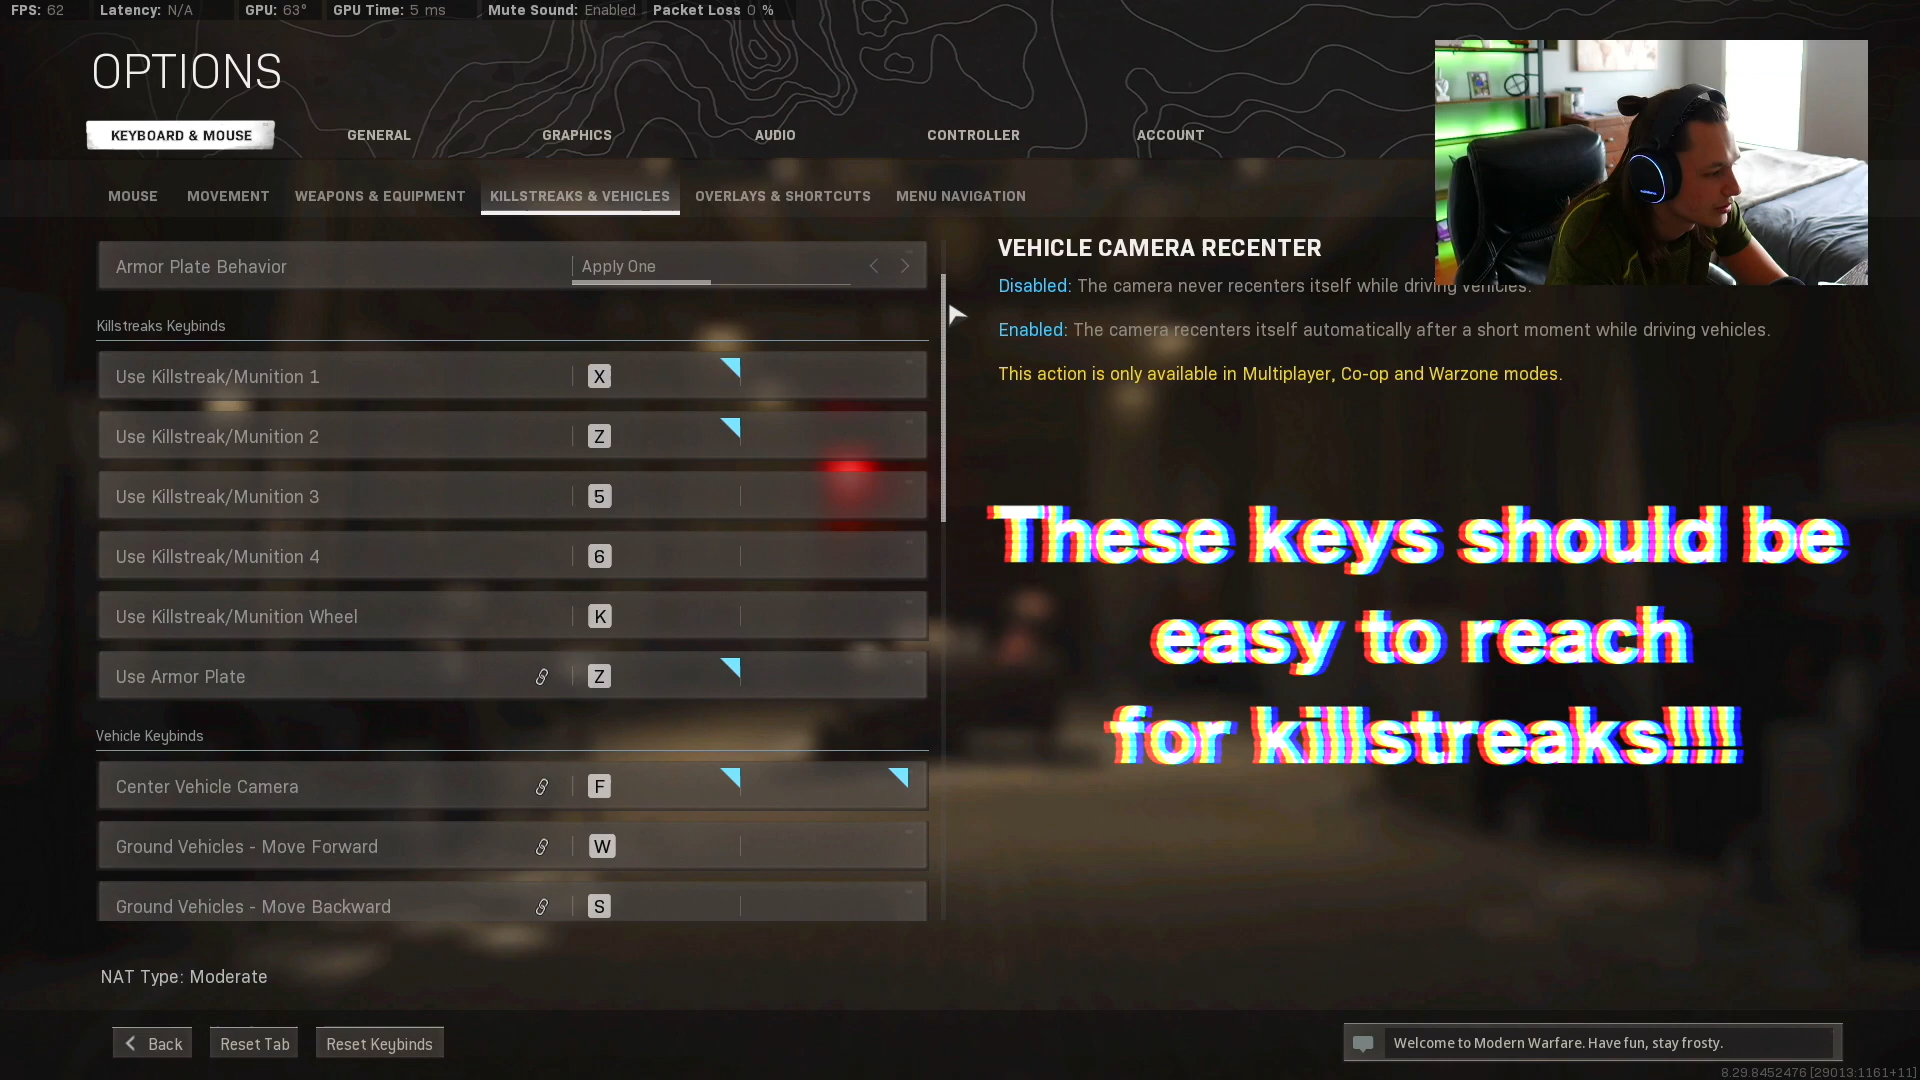 FPS: 62 Latency: N/A GPU: 63° GPU Time: 5 ms Mute Sound: Enabled Packet Loss 0 %
OPTIONS
KEYBOARD & MOUSE GENERAL GRAPHICS AUDIO CONTROLLER ACCOUNT
MOUSE MOVEMENT WEAPONS & EQUIPMENT KILLSTREAKS & VEHICLES OVERLAYS & SHORTCUTS MENU NAVIGATION
Armor Plate Behavior Apply One
Killstreaks Keybinds
Use Killstreak/Munition 1 X
Use Killstreak/Munition 2 Z
Use Killstreak/Munition 3 5
Use Killstreak/Munition 4 6
Use Killstreak/Munition Wheel K
Use Armor Plate Z
Vehicle Keybinds
Center Vehicle Camera F
Ground Vehicles - Move Forward W
Ground Vehicles - Move Backward S
VEHICLE CAMERA RECENTER
Disabled: The camera never recenters itself while driving vehicles.
Enabled: The camera recenters itself automatically after a short moment while driving vehicles.
This action is only available in Multiplayer, Co-op and Warzone modes.
These keys should be
easy to reach
for killstreaks!!!!
NAT Type: Moderate
Back Reset Tab Reset Keybinds
Welcome to Modern Warfare. Have fun, stay frosty.
8.29.8452476 [29013:1161+11]